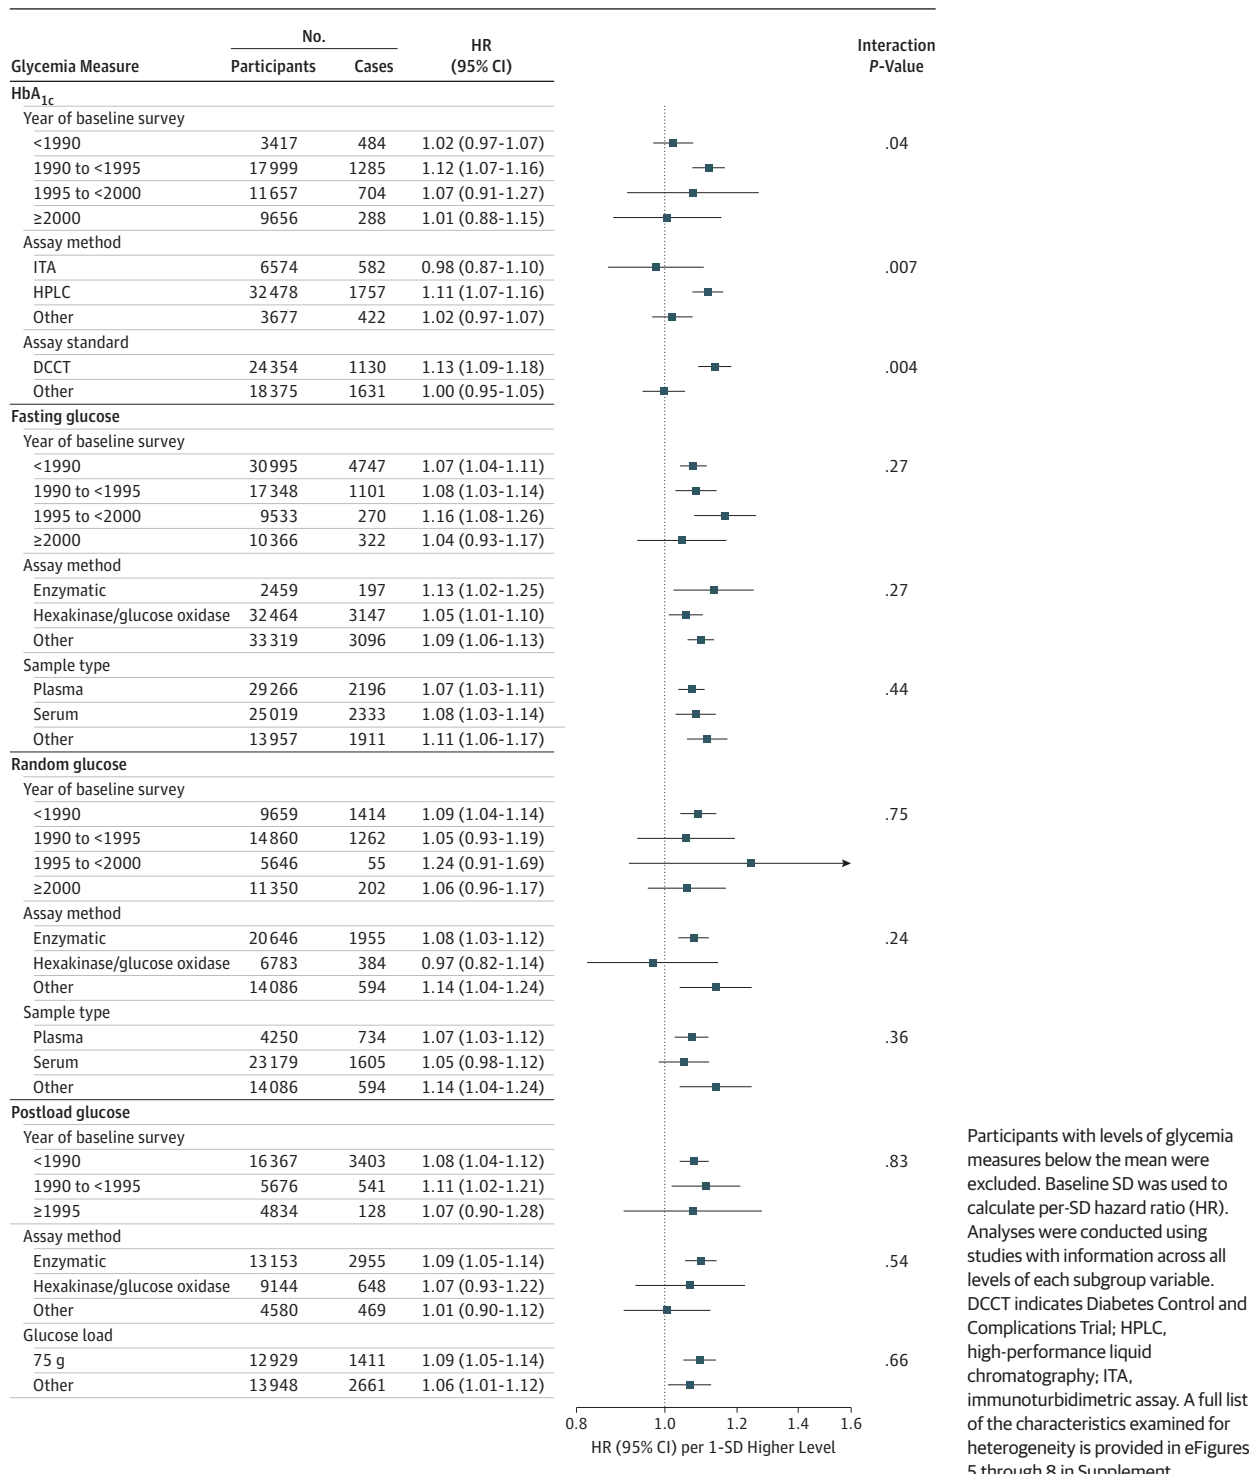 No. HR Interaction
Glycemia Measure Participants Cases (95% CI) P-Value
HbA1c
Year of baseline survey
<1990 3417 484 1.02 (0.97-1.07) .04
1990 to <1995 17999 1285 1.12 (1.07-1.16)
1995 to <2000 11657 704 1.07 (0.91-1.27)
≥2000 9656 288 1.01 (0.88-1.15)
Assay method
ITA 6574 582 0.98 (0.87-1.10) .007
HPLC 32478 1757 1.11 (1.07-1.16)
Other 3677 422 1.02 (0.97-1.07)
Assay standard
DCCT 24354 1130 1.13 (1.09-1.18) .004
Other 18375 1631 1.00 (0.95-1.05)
Fasting glucose
Year of baseline survey
<1990 30995 4747 1.07 (1.04-1.11) .27
1990 to <1995 17348 1101 1.08 (1.03-1.14)
1995 to <2000 9533 270 1.16 (1.08-1.26)
≥2000 10366 322 1.04 (0.93-1.17)
Assay method
Enzymatic 2459 197 1.13 (1.02-1.25) .27
Hexakinase/glucose oxidase 32464 3147 1.05 (1.01-1.10)
Other 33319 3096 1.09 (1.06-1.13)
Sample type
Plasma 29266 2196 1.07 (1.03-1.11) .44
Serum 25019 2333 1.08 (1.03-1.14)
Other 13957 1911 1.11 (1.06-1.17)
Random glucose
Year of baseline survey
<1990 9659 1414 1.09 (1.04-1.14) .75
1990 to <1995 14860 1262 1.05 (0.93-1.19)
1995 to <2000 5646 55 1.24 (0.91-1.69)
≥2000 11350 202 1.06 (0.96-1.17)
Assay method
Enzymatic 20646 1955 1.08 (1.03-1.12) .24
Hexakinase/glucose oxidase 6783 384 0.97 (0.82-1.14)
Other 14086 594 1.14 (1.04-1.24)
Sample type
Plasma 4250 734 1.07 (1.03-1.12) .36
Serum 23179 1605 1.05 (0.98-1.12)
Other 14086 594 1.14 (1.04-1.24)
Postload glucose
Year of baseline survey
<1990 16367 3403 1.08 (1.04-1.12) .83
1990 to <1995 5676 541 1.11 (1.02-1.21)
≥1995 4834 128 1.07 (0.90-1.28)
Assay method
Enzymatic 13153 2955 1.09 (1.05-1.14) .54
Hexakinase/glucose oxidase 9144 648 1.07 (0.93-1.22)
Other 4580 469 1.01 (0.90-1.12)
Glucose load
75 g 12929 1411 1.09 (1.05-1.14) .66
Other 13948 2661 1.06 (1.01-1.12)
0.8 1.0 1.2 1.4 1.6
HR (95% CI) per 1-SD Higher Level
Participants with levels of glycemia
measures below the mean were
excluded. Baseline SD was used to
calculate per-SD hazard ratio (HR).
Analyses were conducted using
studies with information across all
levels of each subgroup variable.
DCCT indicates Diabetes Control and
Complications Trial; HPLC,
high-performance liquid
chromatography; ITA,
immunoturbidimetric assay. A full list
of the characteristics examined for
heterogeneity is provided in eFigures
5 through 8 in Supplement